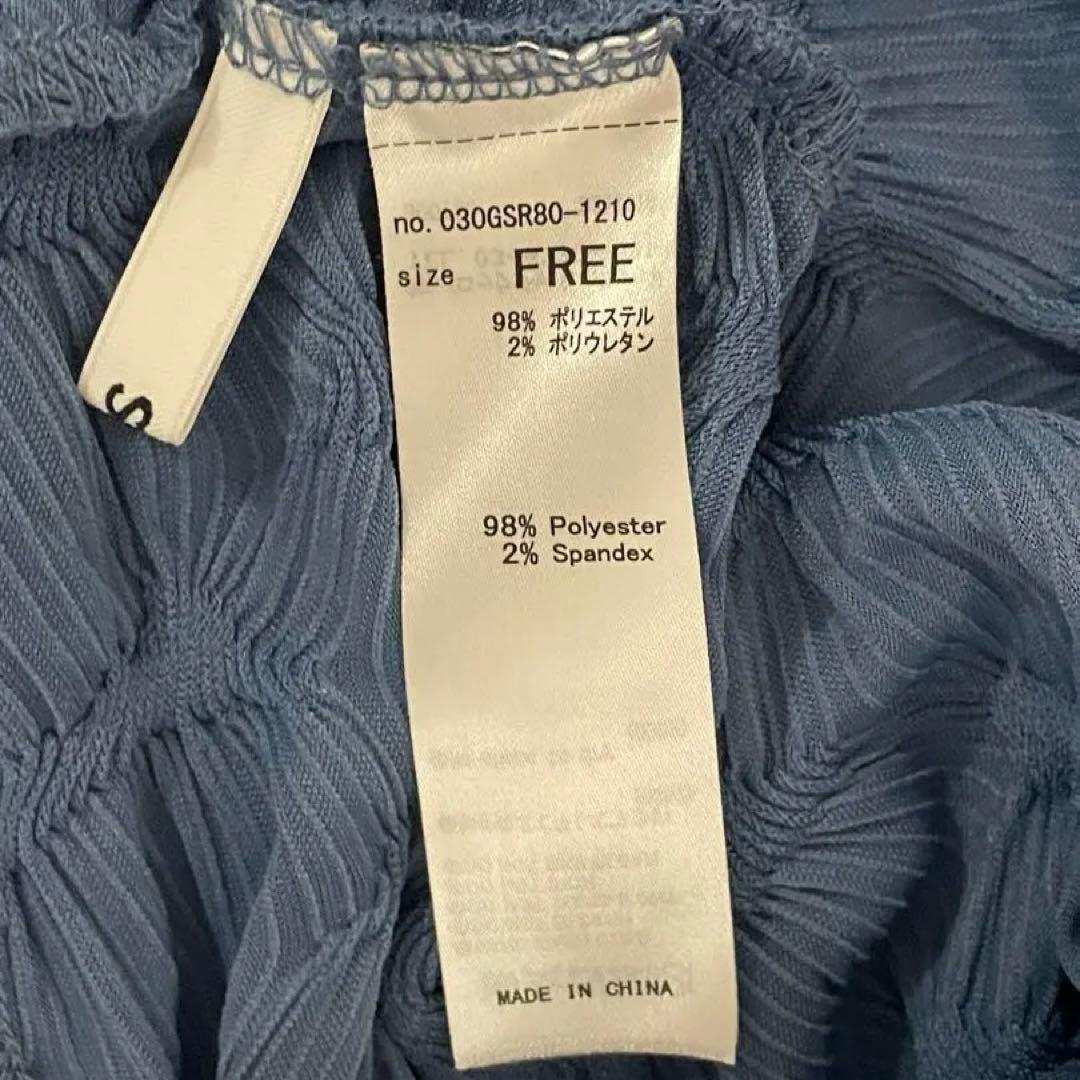 no. 030GSR80-1210
size FREE
98% ポリエステル
2% ポリウレタン
98% Polyester
2% Spandex
MADE IN CHINA
S